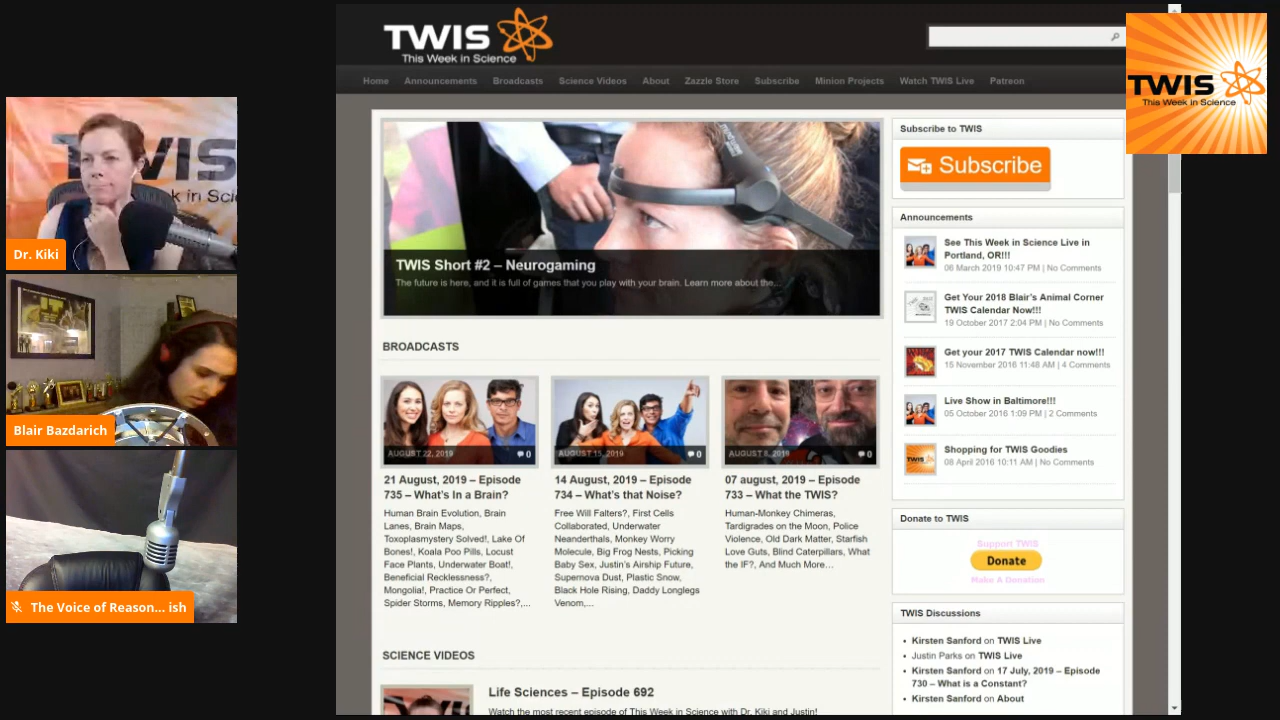 TWIS
This Week in Science
Home Announcements Broadcasts Science Videos About Zazzle Store Subscribe Minion Projects Watch TWIS Live Patreon
TWIS
This Week in Science
TWIS
Dr. Kiki
Blair Bazdarich
The Voice of Reason... ish
TWIS Short #2 – Neurogaming
The future is here, and it is full of games that you play with your brain. Learn more about the...
BROADCASTS
AUGUST 22, 2019
0
21 August, 2019 – Episode
735 – What's In a Brain?
Human Brain Evolution, Brain
Lanes, Brain Maps,
Toxoplasmystery Solved!, Lake Of
Bones!, Koala Poo Pills, Locust
Face Plants, Underwater Boat!,
Beneficial Recklessness?,
Mongolia!, Practice Or Perfect,
Spider Storms, Memory Ripples?,...
AUGUST 15, 2019
0
14 August, 2019 – Episode
734 – What's that Noise?
Free Will Falters?, First Cells
Collaborated, Underwater
Neanderthals, Monkey Worry
Molecule, Big Frog Nests, Picking
Baby Sex, Justin's Airship Future,
Supernova Dust, Plastic Snow,
Black Hole Rising, Daddy Longlegs
Venom,...
AUGUST 8, 2019
0
07 august, 2019 – Episode
733 – What the TWIS?
Human-Monkey Chimeras,
Tardigrades on the Moon, Police
Violence, Old Dark Matter, Starfish
Love Guts, Blind Caterpillars, What
the IF?, And Much More…
SCIENCE VIDEOS
Life Sciences – Episode 692
Watch the most recent episode of This Week in Science with Dr. Kiki and Justin!
Subscribe to TWIS
Subscribe
Announcements
See This Week in Science Live in
Portland, OR!!!
06 March 2019 10:47 PM | No Comments
Get Your 2018 Blair's Animal Corner
TWIS Calendar Now!!!
19 October 2017 2:04 PM | No Comments
Get your 2017 TWIS Calendar now!!!
15 November 2016 11:48 AM | 4 Comments
Live Show in Baltimore!!!
05 October 2016 1:09 PM | 2 Comments
Shopping for TWIS Goodies
08 April 2016 10:11 AM | No Comments
Donate to TWIS
Support TWIS
Donate
Make A Donation
TWIS Discussions
Kirsten Sanford on TWIS Live
Justin Parks on TWIS Live
Kirsten Sanford on 17 July, 2019 – Episode
730 – What is a Constant?
Kirsten Sanford on About